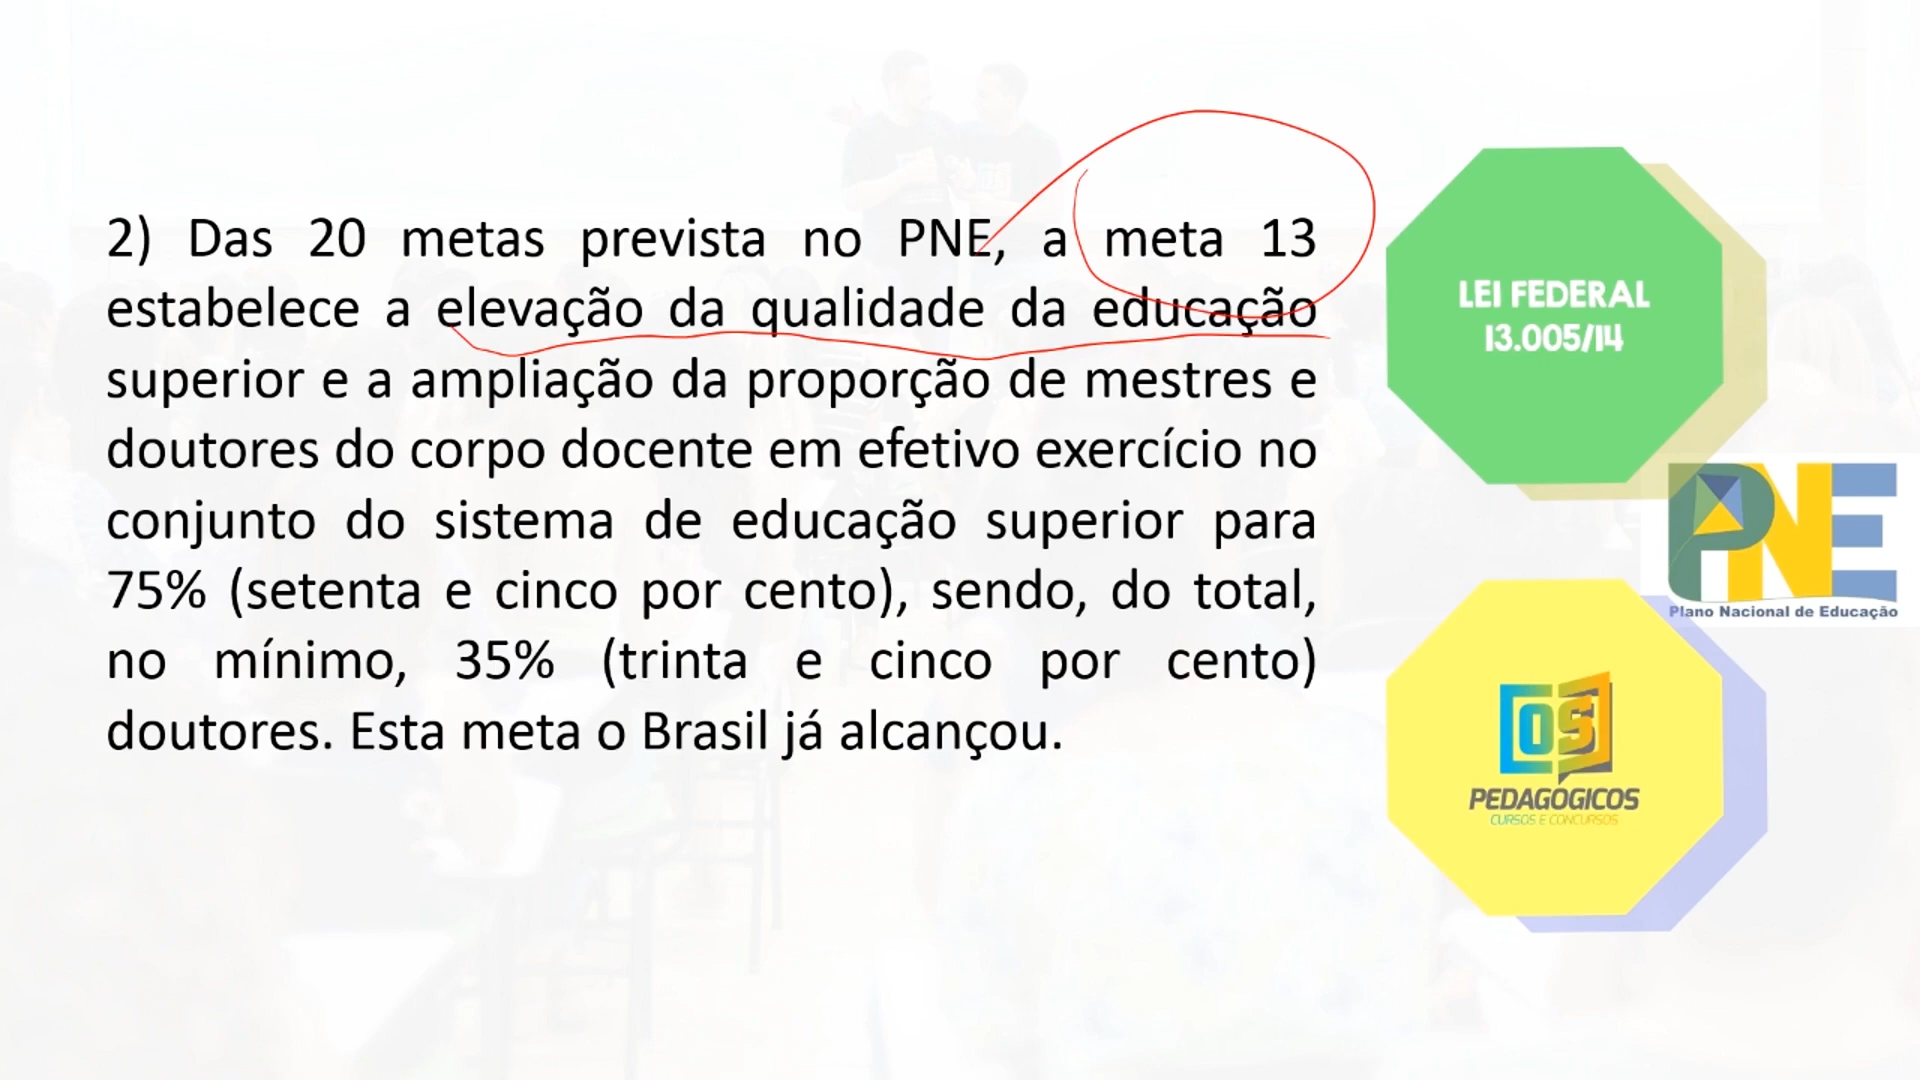 2) Das 20 metas prevista no PNE, a meta 13
estabelece a elevação da qualidade da educação
superior e a ampliação da proporção de mestres e
doutores do corpo docente em efetivo exercício no
conjunto do sistema de educação superior para
75% (setenta e cinco por cento), sendo, do total,
no mínimo, 35% (trinta e cinco por cento)
doutores. Esta meta o Brasil já alcançou.
LEI FEDERAL
13.005/14
PNE
Plano Nacional de Educação
OS
PEDAGÓGICOS
CURSOS E CONCURSOS